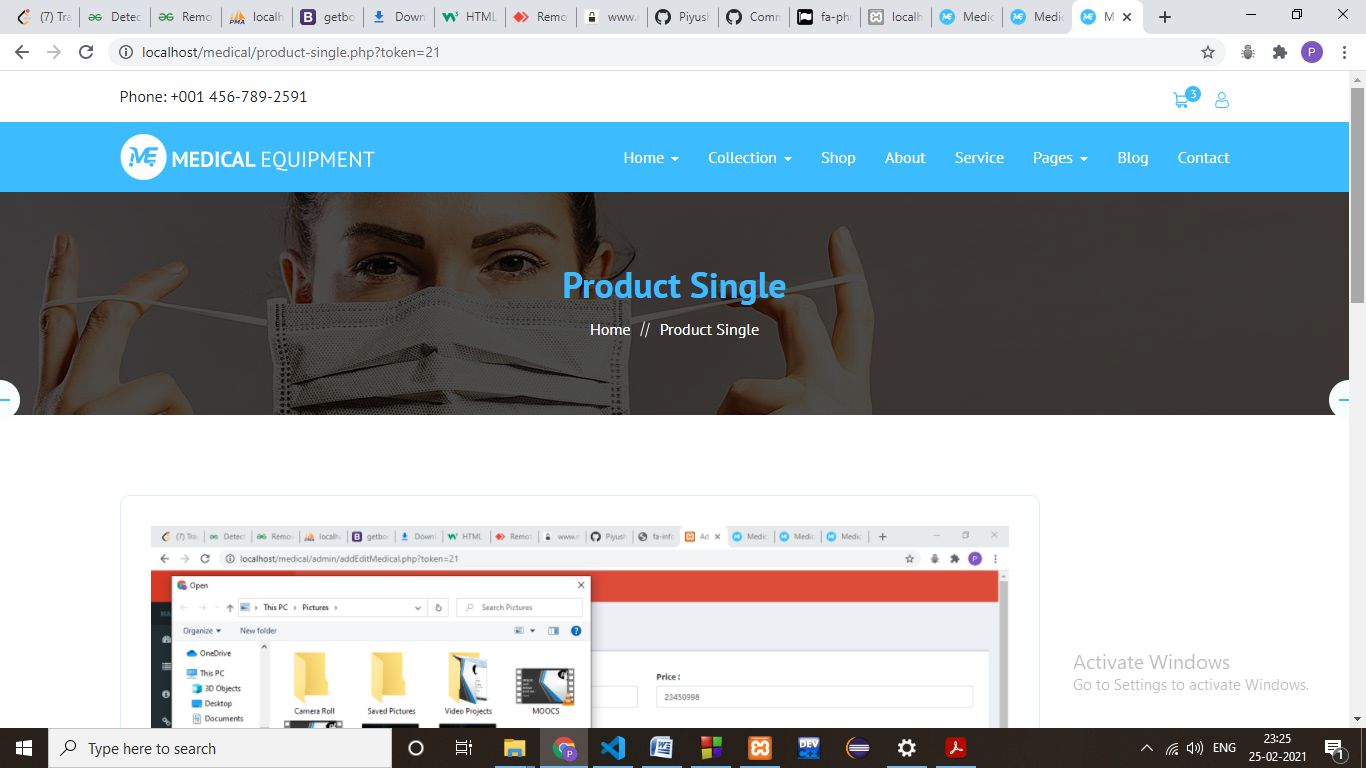 (7) Tra
Detec
Remo
localh
getbo
Down
HTML
Remo
www.r
Piyush
Comm
fa-pho
localh
Medic
Medic
M
localhost/medical/product-single.php?token=21
P
Phone: +001 456-789-2591
3
ME MEDICAL EQUIPMENT
Home Collection Shop About Service Pages Blog Contact
Product Single
Home // Product Single
(7) Tra Detect Remo localh getbo Down HTML Remo www.r Piyush fa-info Ad Medic Medic Medic
localhost/medical/admin/addEditMedical.php?token=21
P
Open
This PC › Pictures ›
Search Pictures
Organize New folder
OneDrive
This PC
3D Objects
Desktop
Documents
Camera Roll Saved Pictures Video Projects MOOCS
Price :
23450998
Activate Windows
Go to Settings to activate Windows.
Type here to search
DEV
ENG
23:25
25-02-2021
1